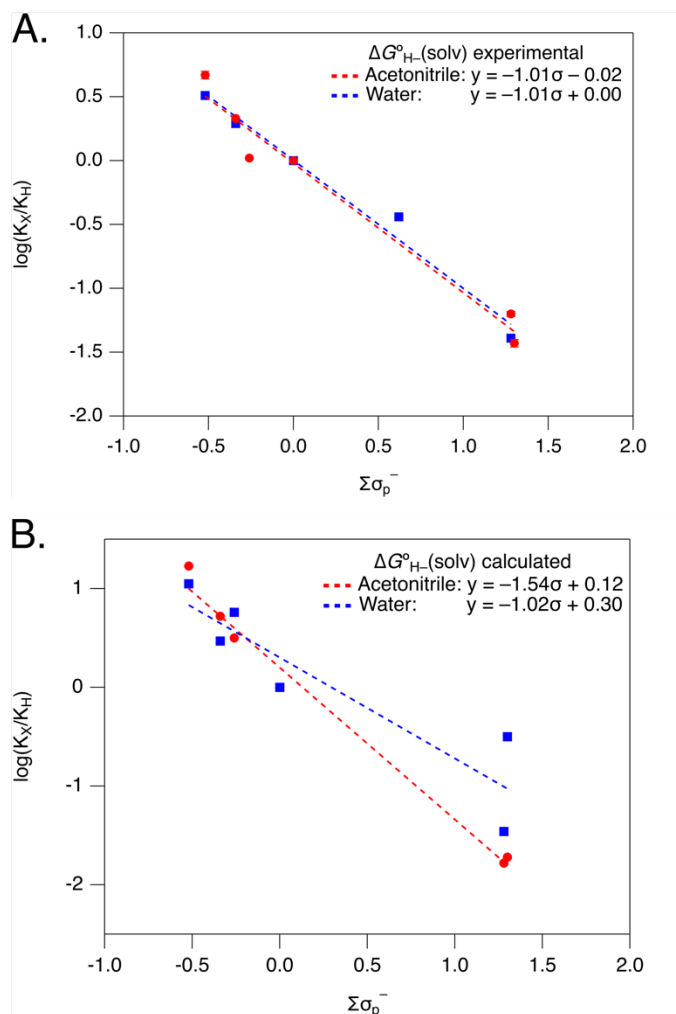 A.
ΔG°H–(solv) experimental
Acetonitrile: y = –1.01σ – 0.02
Water: y = –1.01σ + 0.00
1.0
0.5
0.0
-0.5
-1.0
-1.5
-2.0
log(KX/KH)
-1.0 -0.5 0.0 0.5 1.0 1.5 2.0
Σσp–
B.
ΔG°H–(solv) calculated
Acetonitrile: y = –1.54σ + 0.12
Water: y = –1.02σ + 0.30
1
0
-1
-2
log(KX/KH)
-1.0 -0.5 0.0 0.5 1.0 1.5 2.0
Σσp–